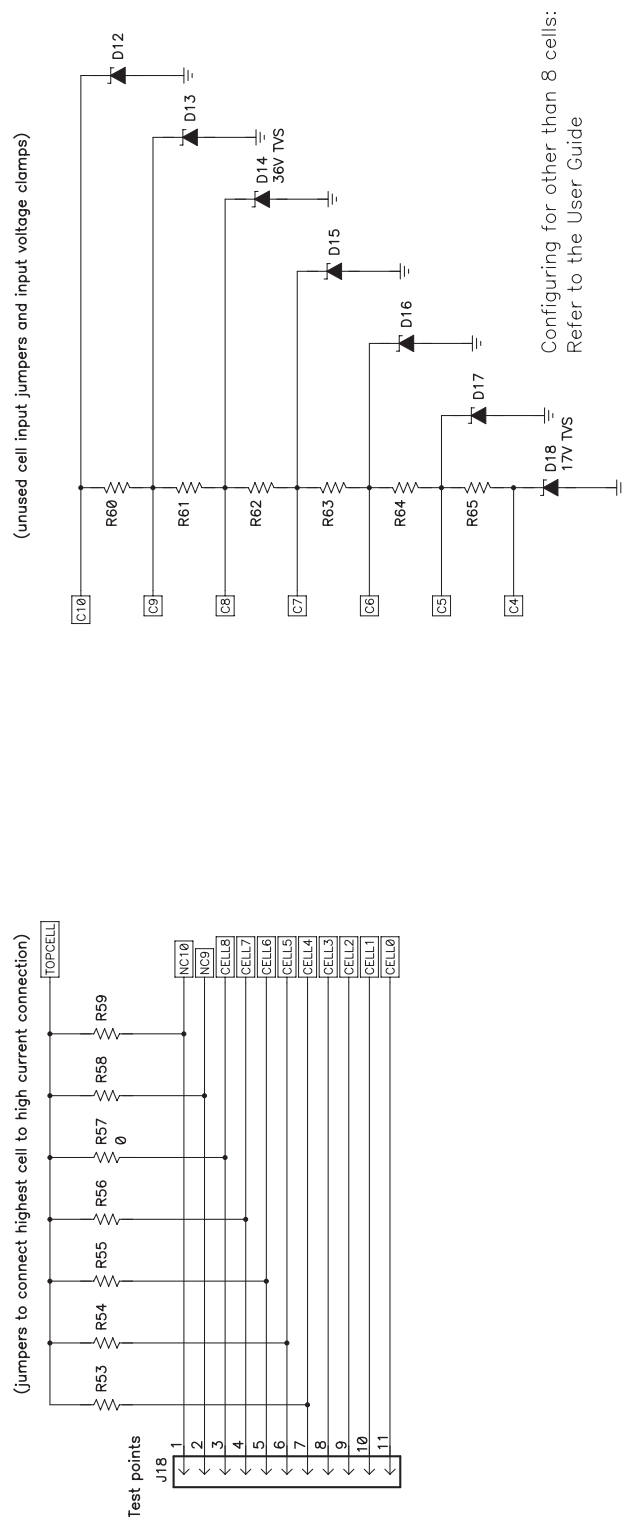 (unused cell input jumpers and input voltage clamps)
C10
C9
C8
C7
C6
C5
C4
R60
R61
R62
R63
R64
R65
D12
D13
D14
36V TVS
D15
D16
D17
D18
17V TVS
Configuring for other than 8 cells:
Refer to the User Guide
(jumpers to connect highest cell to high current connection)
TOPCELL
R53
R54
R55
R56
R57
0
R58
R59
Test points
J18
1
2
3
4
5
6
7
8
9
10
11
NC10
NC9
CELL8
CELL7
CELL6
CELL5
CELL4
CELL3
CELL2
CELL1
CELL0